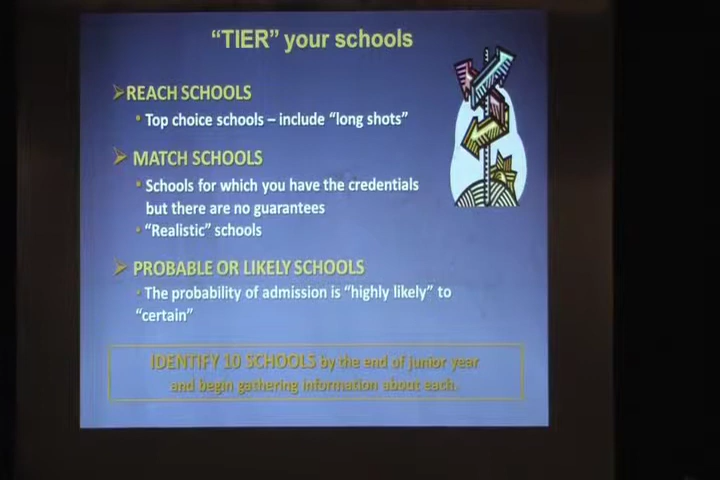 “TIER” your schools
REACH SCHOOLS
Top choice schools – include “long shots”
MATCH SCHOOLS
Schools for which you have the credentials
but there are no guarantees
“Realistic” schools
PROBABLE OR LIKELY SCHOOLS
The probability of admission is “highly likely” to
“certain”
IDENTIFY 10 SCHOOLS by the end of junior year
and begin gathering information about each.